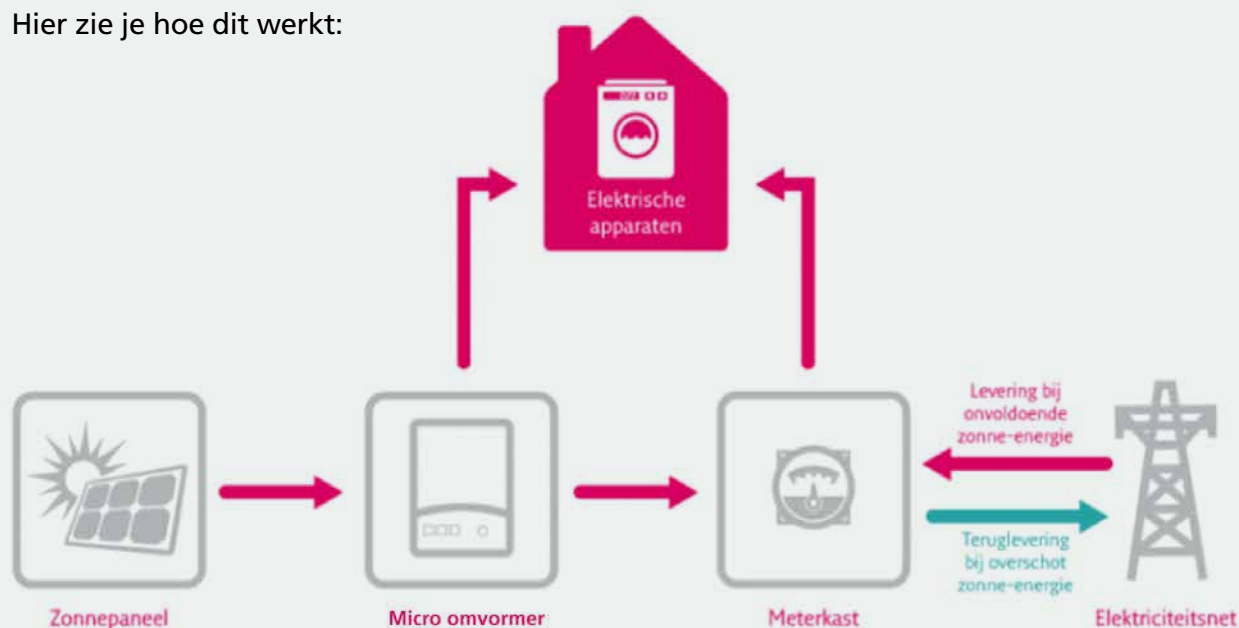 Hier zie je hoe dit werkt:
Elektrische
apparaten
Levering bij
onvoldoende
zonne-energie
Teruglevering
bij overschot
zonne-energie
Zonnepaneel
Micro omvormer
Meterkast
Elektriciteitsnet